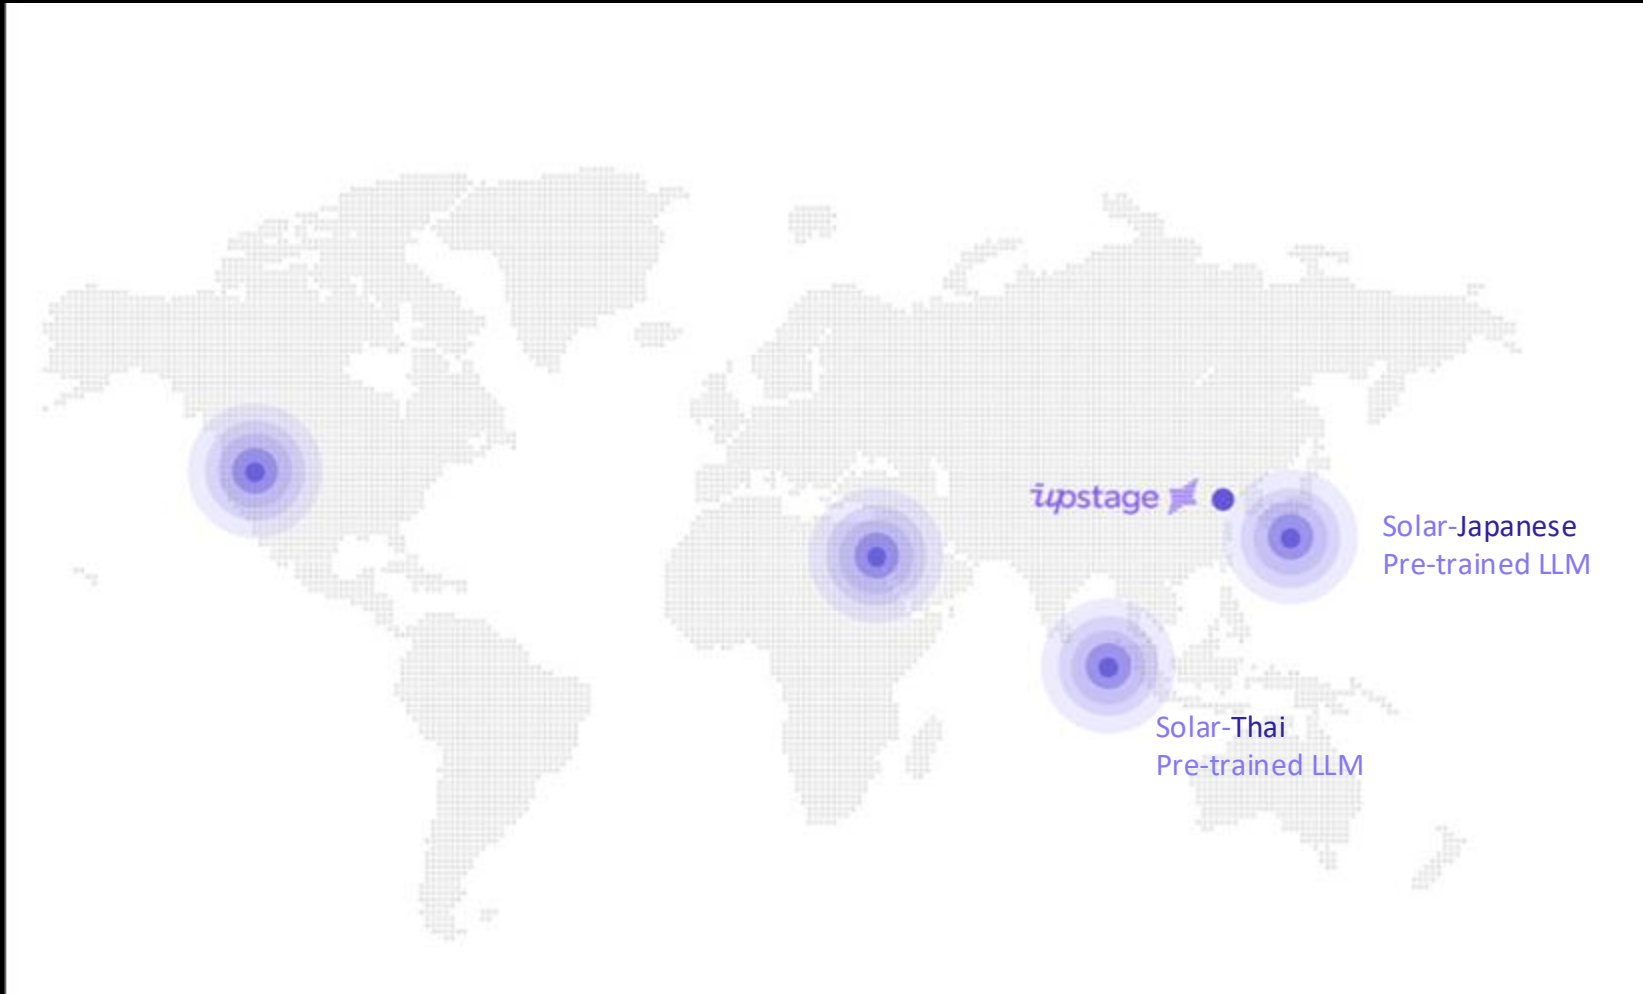 upstage
Solar-Japanese
Pre-trained LLM
Solar-Thai
Pre-trained LLM